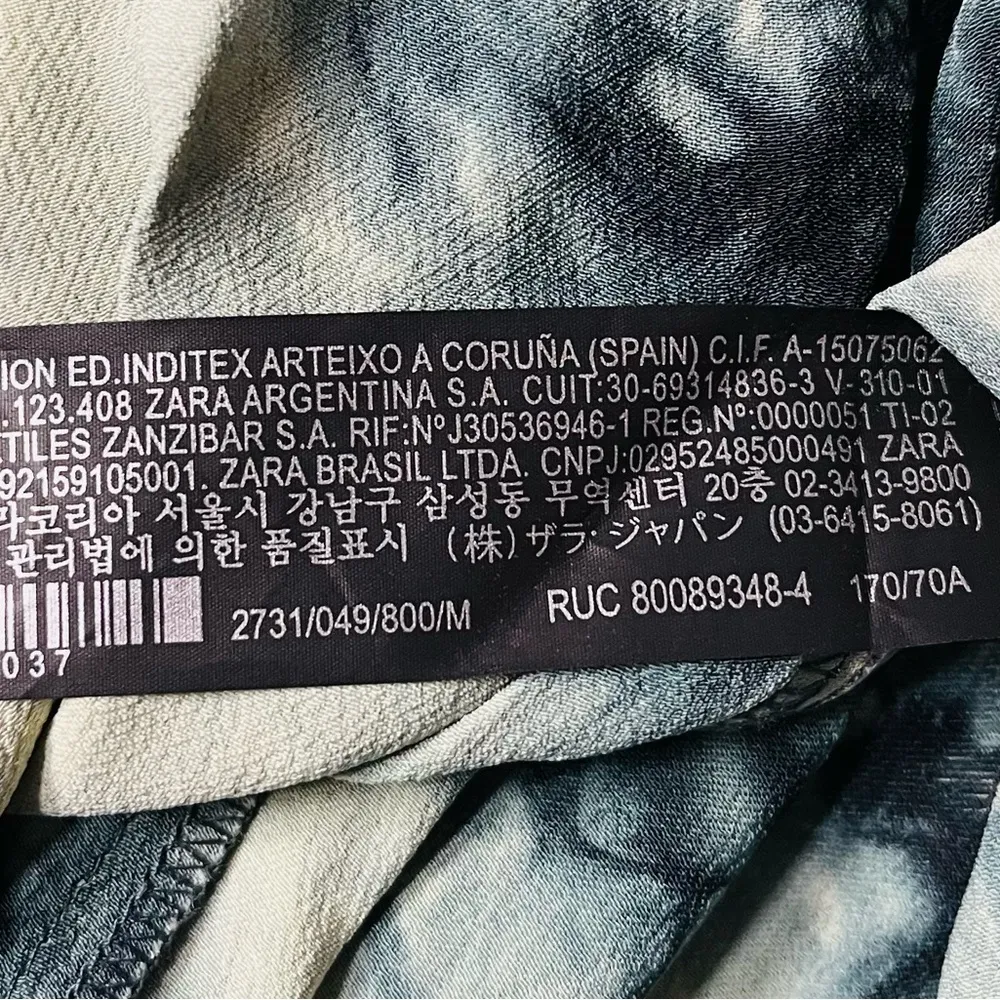 ION ED.INDITEX ARTEIXO A CORUÑA (SPAIN) C.I.F. A-15075062
.123.408 ZARA ARGENTINA S.A. CUIT:30-69314836-3 V-310-01
TILES ZANZIBAR S.A. RIF:NºJ30536946-1 REG.Nº:0000051 TI-02
92159105001. ZARA BRASIL LTDA. CNPJ:02952485000491 ZARA
라코리아 서울시 강남구 삼성동 무역센터 20층 02-3413-9800
관리법에 의한 품질표시 (株)ザラ・ジャパン (03-6415-8061)
2731/049/800/M RUC 80089348-4 170/70A
037